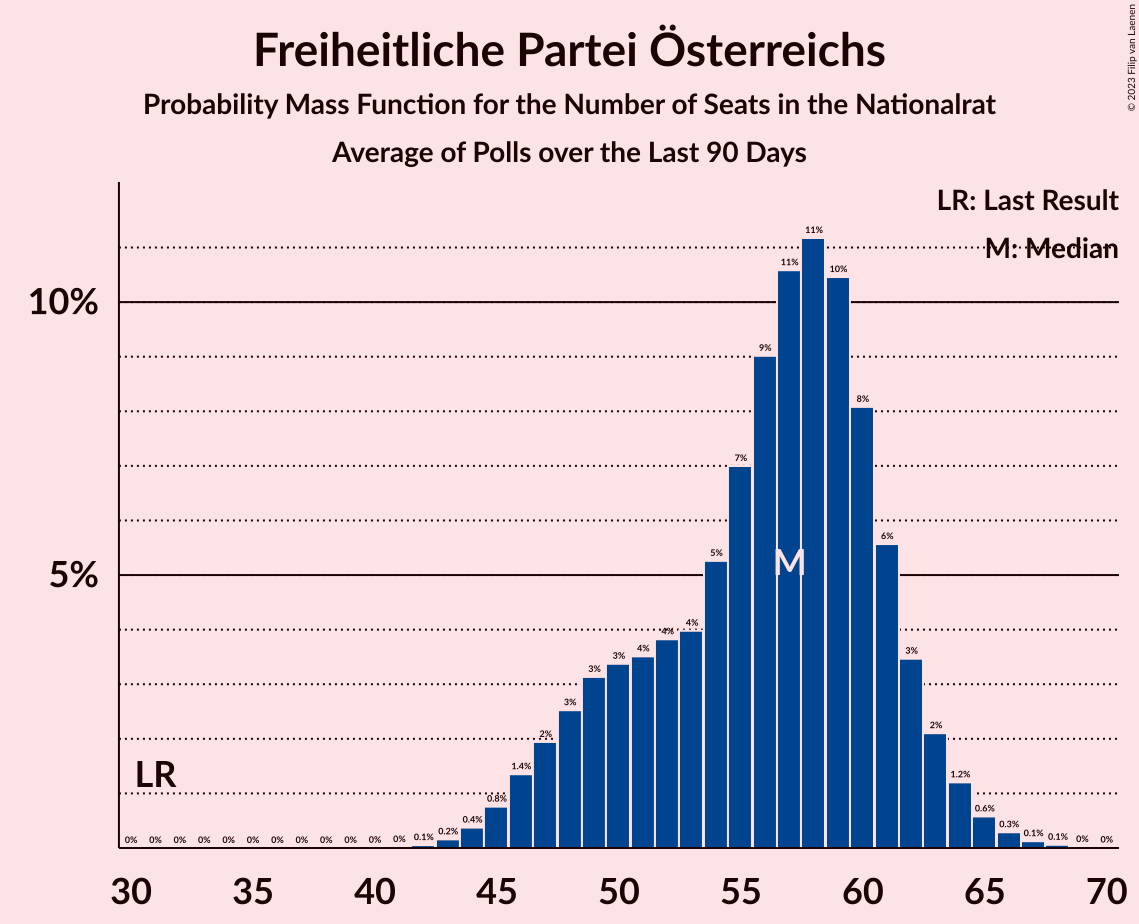 Freiheitliche Partei Österreichs
Probability Mass Function for the Number of Seats in the Nationalrat
Average of Polls over the Last 90 Days
© 2023 Filip van Laenen
LR: Last Result
M: Median
10%
5%
LR
M
0% 0% 0% 0% 0% 0% 0% 0% 0% 0% 0% 0% 0.1% 0.2% 0.4% 0.8% 1.4% 2% 3% 3% 3% 4% 4% 4% 5% 7% 9% 11% 11% 10% 8% 6% 3% 2% 1.2% 0.6% 0.3% 0.1% 0.1% 0% 0%
30 35 40 45 50 55 60 65 70